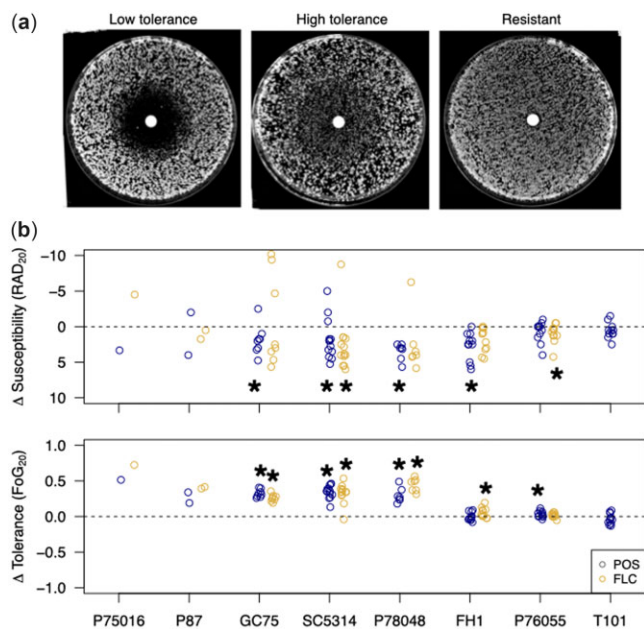 (a)
Low tolerance High tolerance Resistant
(b)
Δ Susceptibility (RAD20)
-10
-5
0
5
10
*
* *
*
*
*
Δ Tolerance (FoG20)
1.0
0.5
0.0
-0.5
-1.0
* *
* *
* *
*
*
POS
FLC
P75016 P87 GC75 SC5314 P78048 FH1 P76055 T101